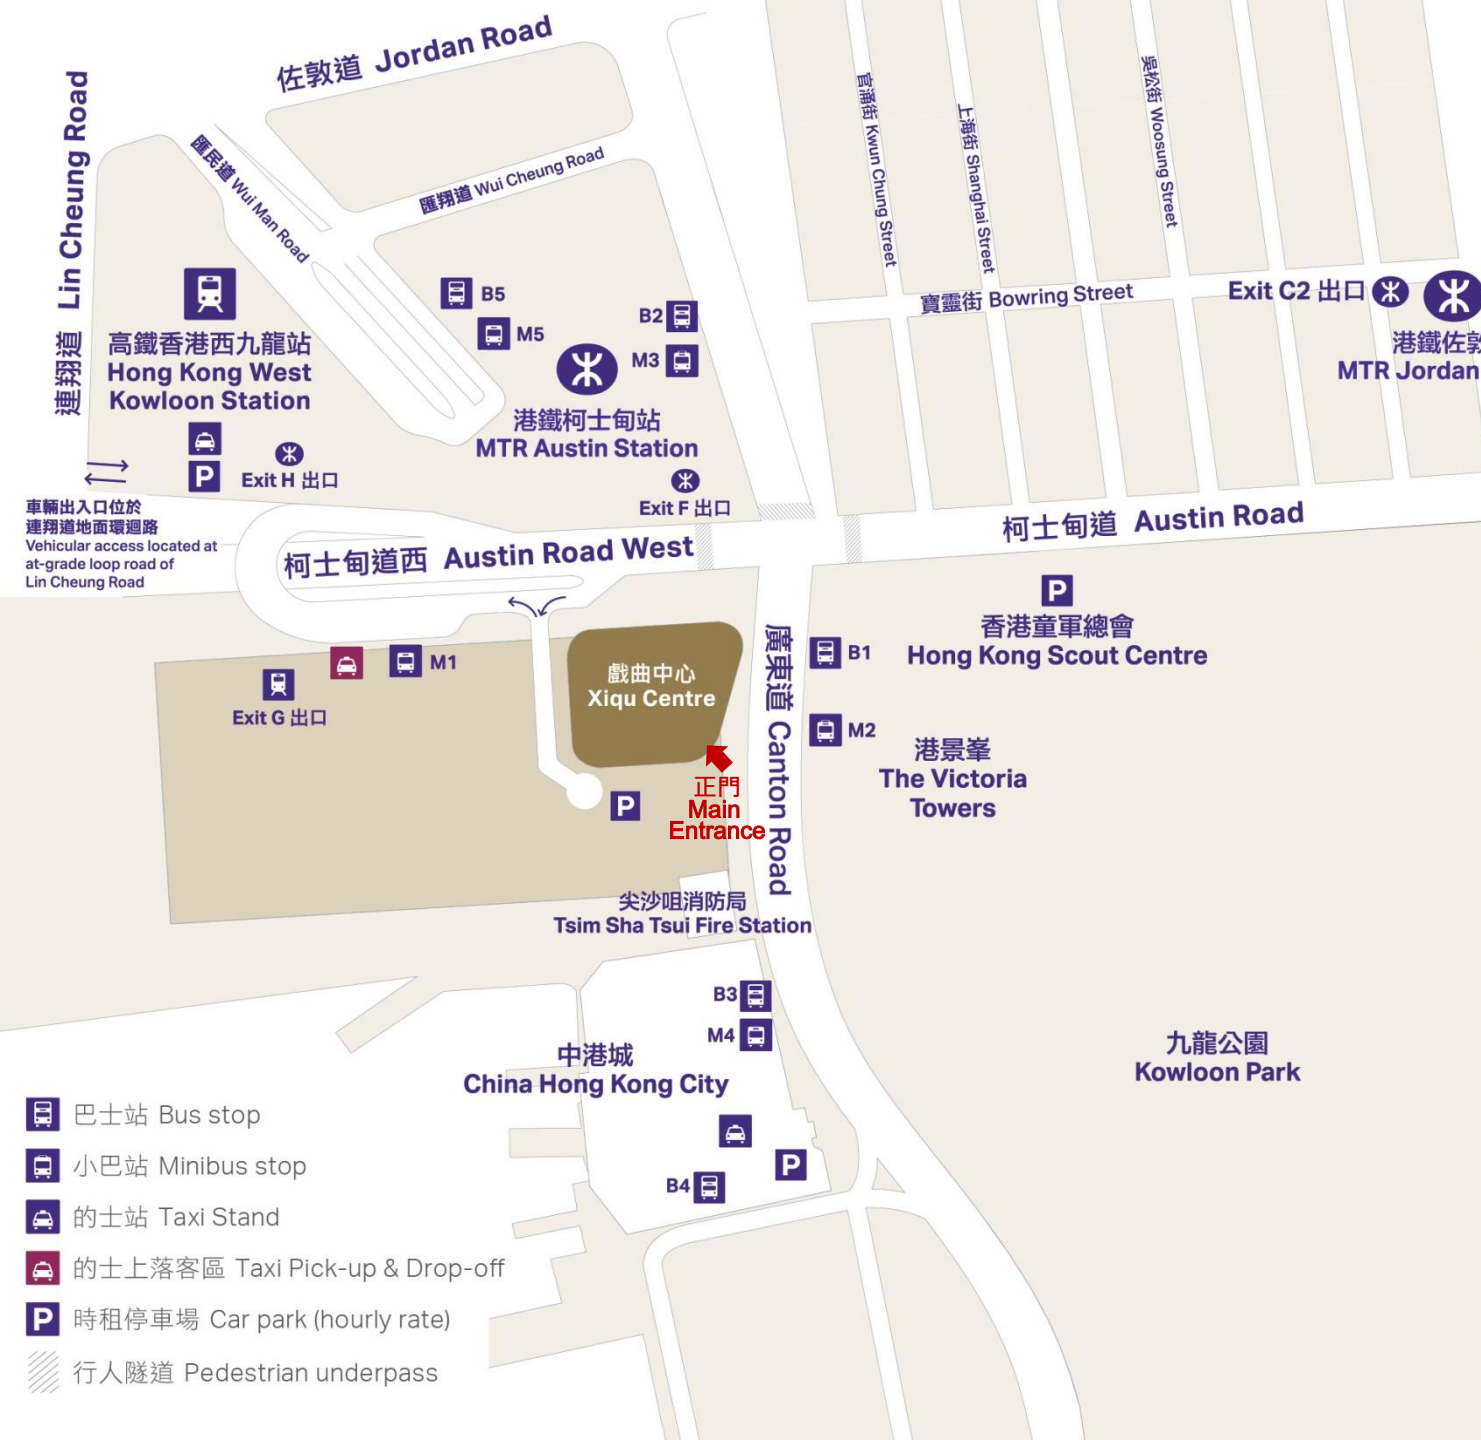 佐敦道 Jordan Road
連翔道 Lin Cheung Road
匯民道 Wui Man Road
匯翔道 Wui Cheung Road
官涌街 Kwun Chung Street
上海街 Shanghai Street
吳松街 Woosung Street
寶靈街 Bowring Street
Exit C2 出口
港鐵佐敦
MTR Jordan
B5
M5
B2
M3
高鐵香港西九龍站
Hong Kong West
Kowloon Station
P
Exit H 出口
港鐵柯士甸站
MTR Austin Station
Exit F 出口
車輛出入口位於
連翔道地面環迴路
Vehicular access located at
at-grade loop road of
Lin Cheung Road
柯士甸道西 Austin Road West
柯士甸道 Austin Road
P
香港童軍總會
Hong Kong Scout Centre
B1
M1
Exit G 出口
戲曲中心
Xiqu Centre
廣東道 Canton Road
M2
港景峯
The Victoria
Towers
正門
Main
Entrance
P
尖沙咀消防局
Tsim Sha Tsui Fire Station
B3
M4
中港城
China Hong Kong City
P
B4
九龍公園
Kowloon Park
巴士站 Bus stop
小巴站 Minibus stop
的士站 Taxi Stand
的士上落客區 Taxi Pick-up & Drop-off
P 時租停車場 Car park (hourly rate)
行人隧道 Pedestrian underpass